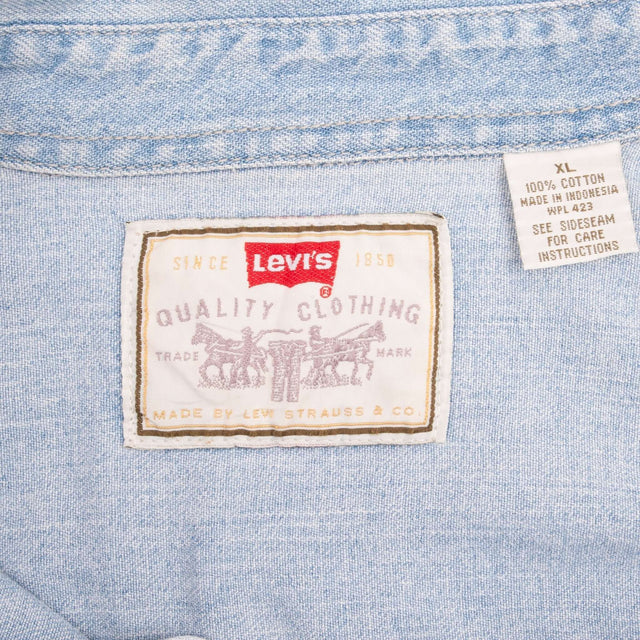 XL
100% COTTON
MADE IN INDONESIA
WPL 423
SEE SIDESEAM
FOR CARE
INSTRUCTIONS
SINCE LEVI'S 1850
®
QUALITY CLOTHING
TRADE MARK
MADE BY LEVI STRAUSS & CO.